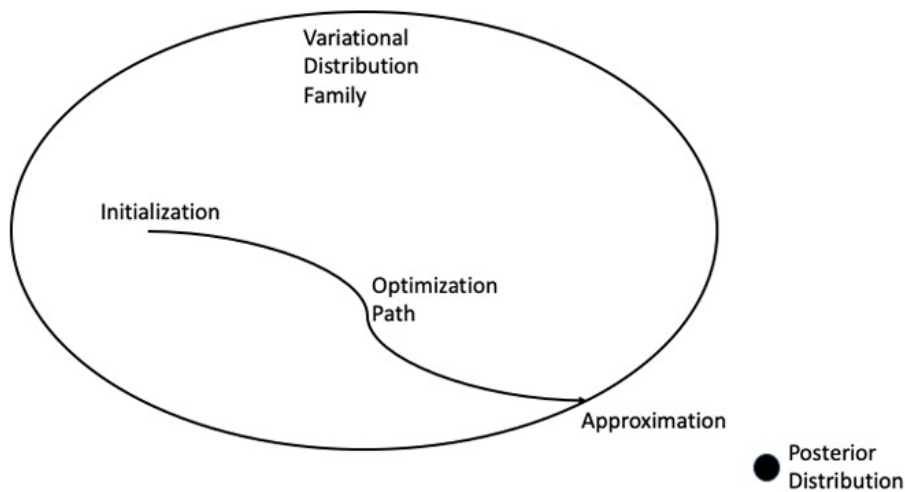 Variational
Distribution
Family
Initialization
Optimization
Path
Approximation
Posterior
Distribution